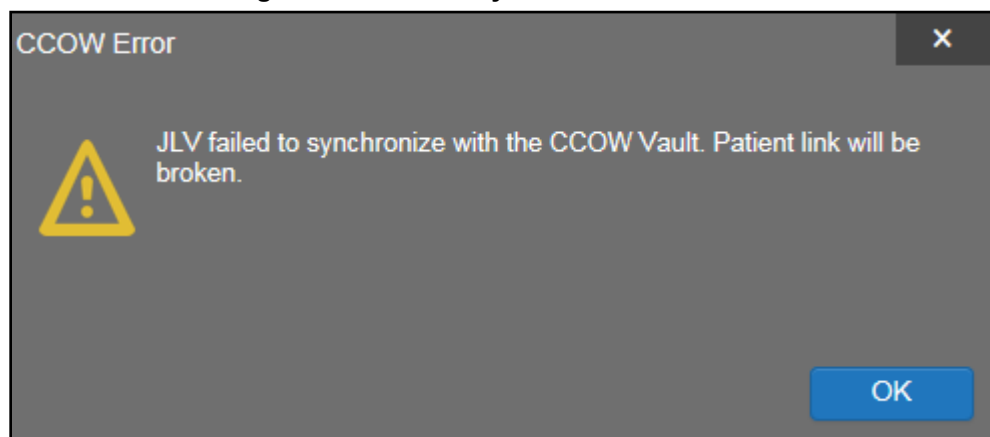 CCOW Error
JLV failed to synchronize with the CCOW Vault. Patient link will be
broken.
OK